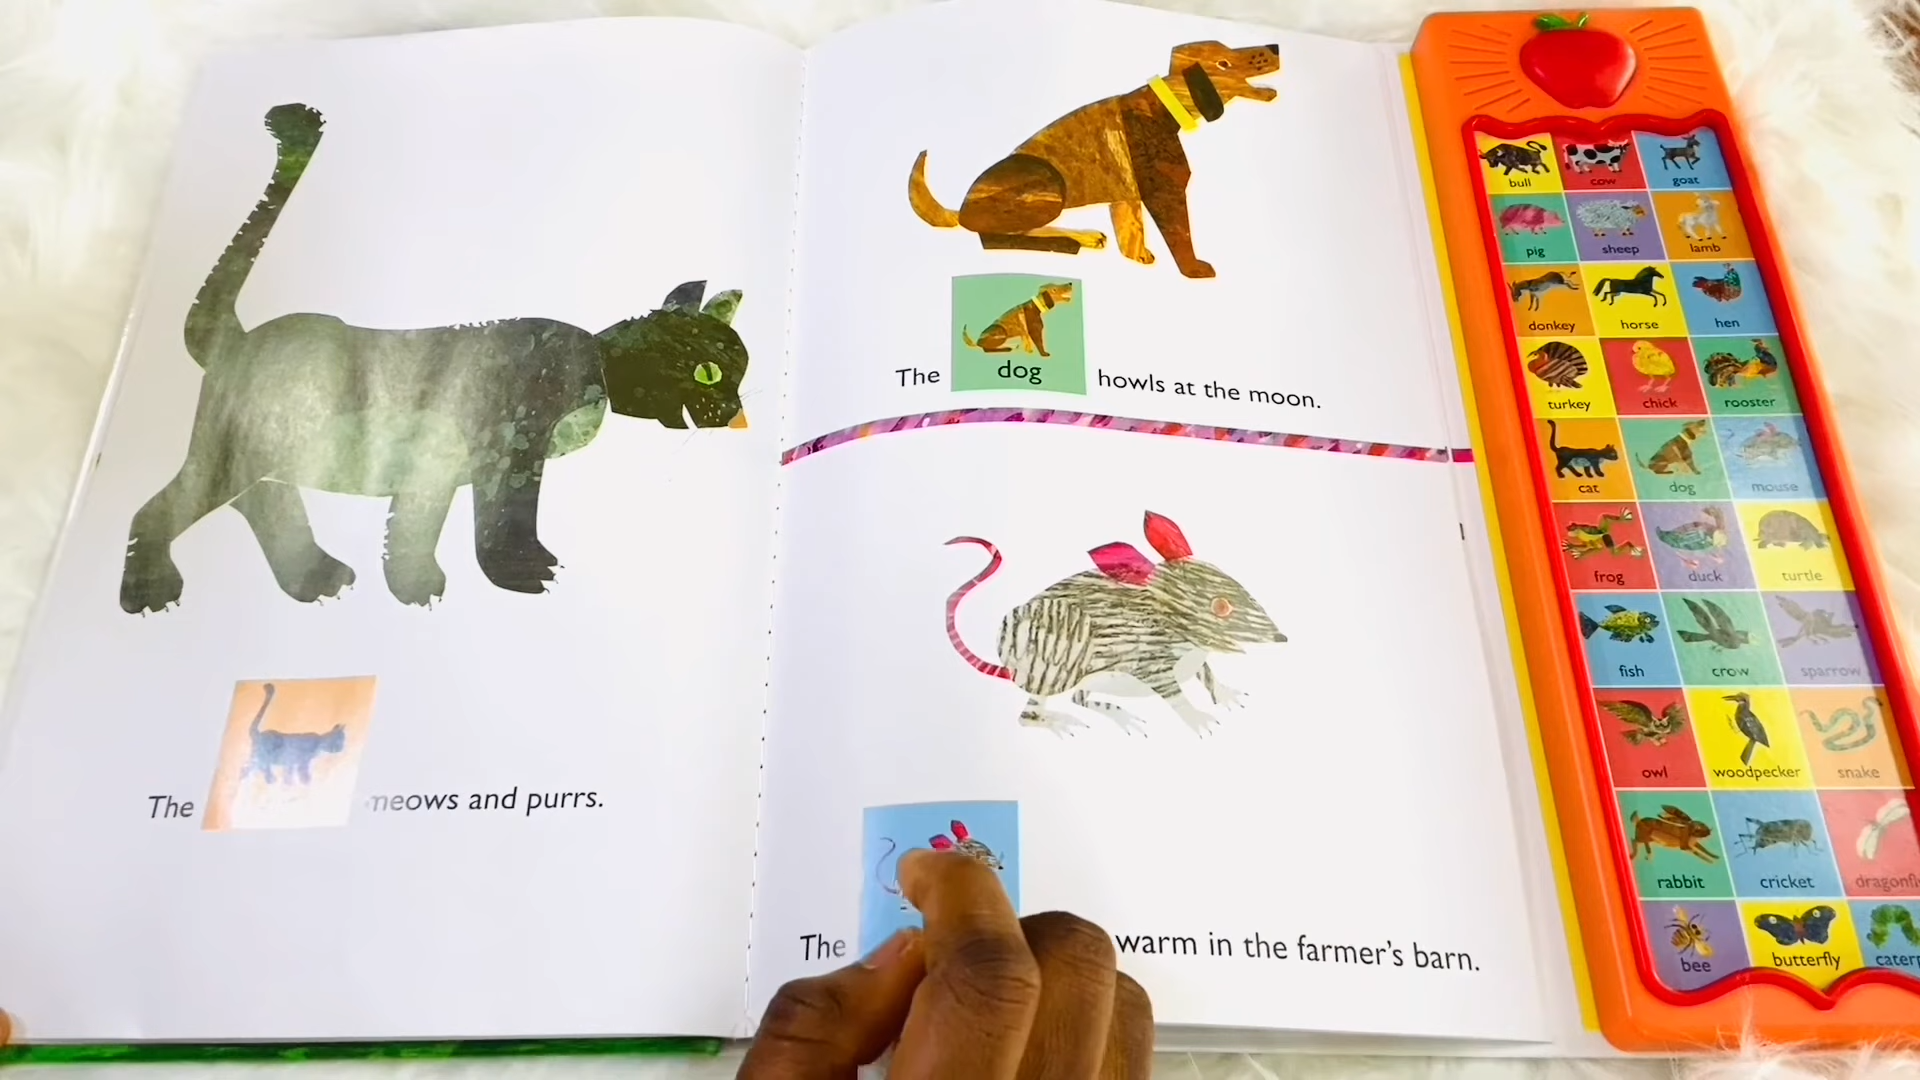 The meows and purrs.
The dog howls at the moon.
The warm in the farmer's barn.
bull cow goat
pig sheep lamb
donkey horse hen
turkey chick rooster
cat dog mouse
frog duck turtle
fish crow sparrow
owl woodpecker snake
rabbit cricket dragonfly
bee butterfly caterp